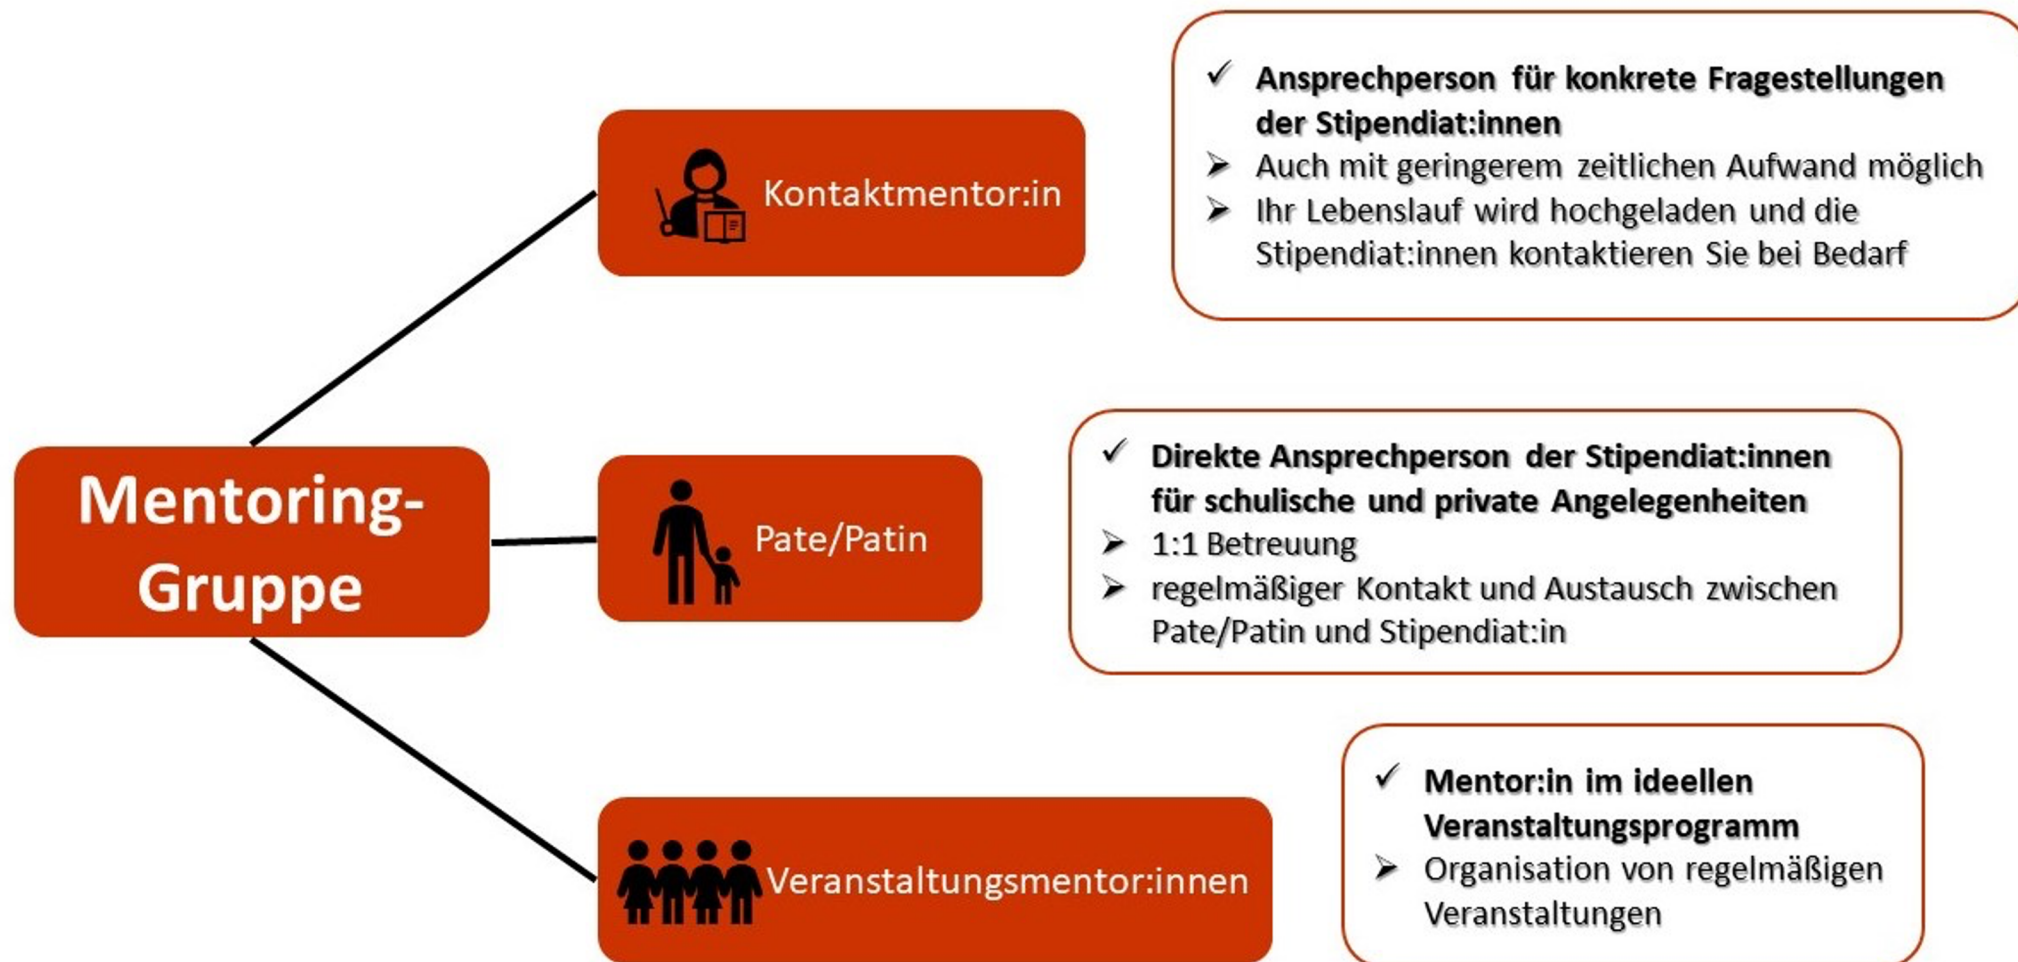 Mentoring-
Gruppe
Kontaktmentor:in
✓ Ansprechperson für konkrete Fragestellungen
der Stipendiat:innen
➢ Auch mit geringerem zeitlichen Aufwand möglich
➢ Ihr Lebenslauf wird hochgeladen und die
Stipendiat:innen kontaktieren Sie bei Bedarf
Pate/Patin
✓ Direkte Ansprechperson der Stipendiat:innen
für schulische und private Angelegenheiten
➢ 1:1 Betreuung
➢ regelmäßiger Kontakt und Austausch zwischen
Pate/Patin und Stipendiat:in
Veranstaltungsmentor:innen
✓ Mentor:in im ideellen
Veranstaltungsprogramm
➢ Organisation von regelmäßigen
Veranstaltungen